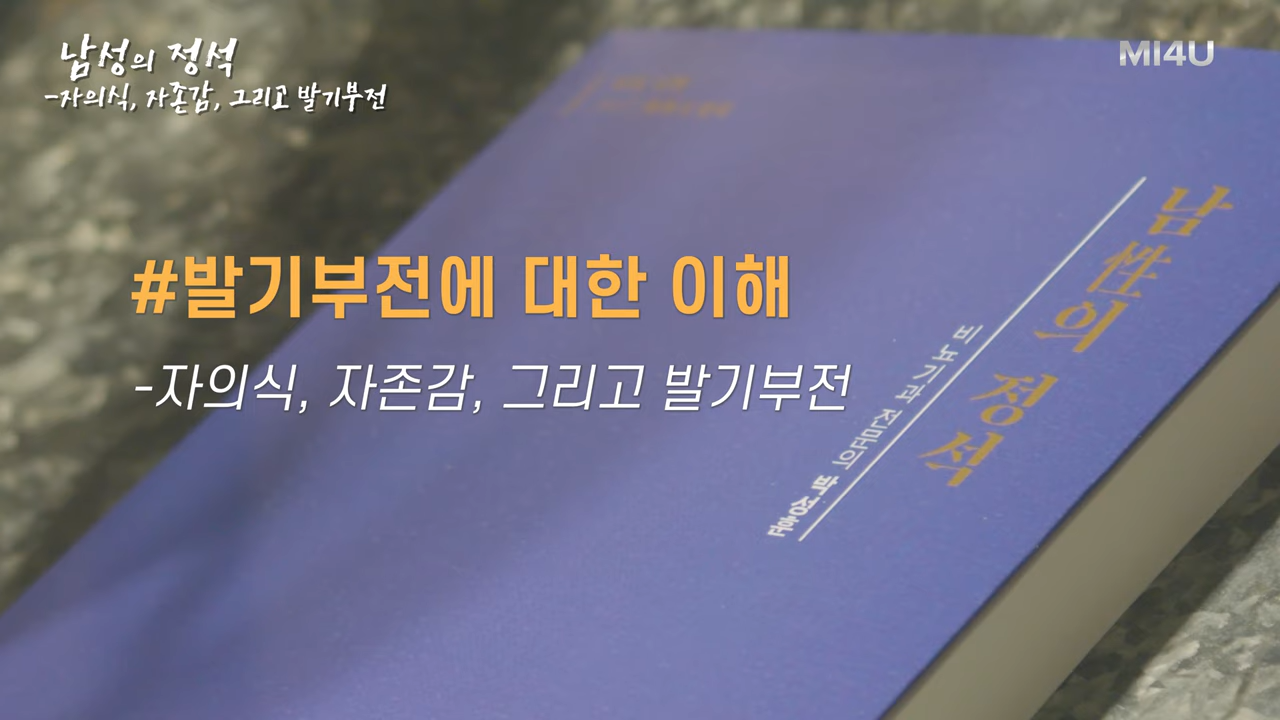 남성의 정석
-자의식, 자존감, 그리고 발기부전
MI4U
#발기부전에 대한 이해
-자의식, 자존감, 그리고 발기부전
남性의 정석
비뇨기과 전문의 박성훈